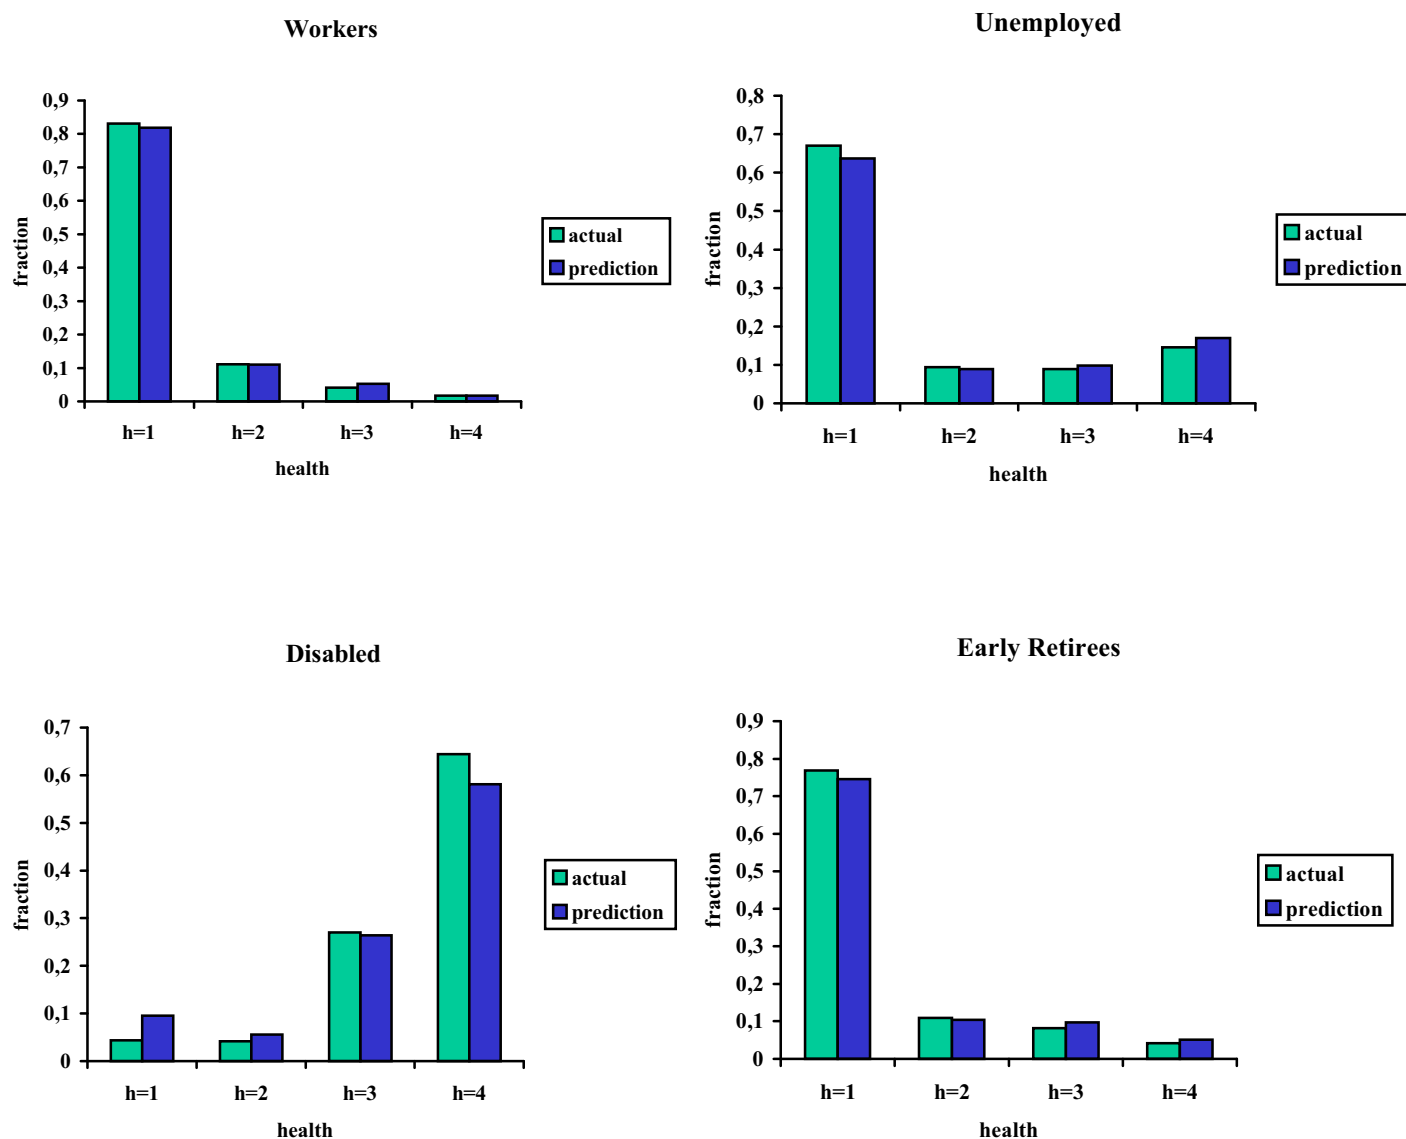 Workers
0,9
0,8
0,7
0,6
0,5
0,4
0,3
0,2
0,1
0
fraction
h=1 h=2 h=3 h=4
health
actual
prediction
Unemployed
0,8
0,7
0,6
0,5
0,4
0,3
0,2
0,1
0
fraction
h=1 h=2 h=3 h=4
health
actual
prediction
Disabled
0,7
0,6
0,5
0,4
0,3
0,2
0,1
0
fraction
h=1 h=2 h=3 h=4
health
actual
prediction
Early Retirees
0,9
0,8
0,7
0,6
0,5
0,4
0,3
0,2
0,1
0
fraction
h=1 h=2 h=3 h=4
health
actual
prediction